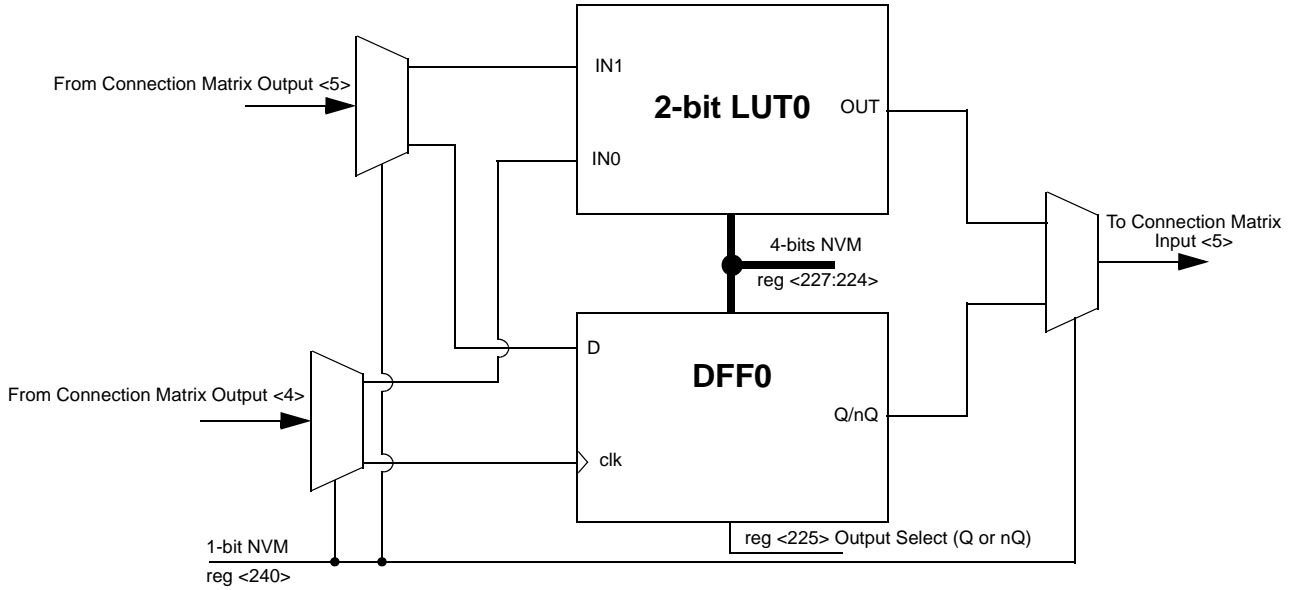 From Connection Matrix Output <5>
IN1
2-bit LUT0
OUT
IN0
To Connection Matrix
Input <5>
4-bits NVM
reg <227:224>
D
DFF0
From Connection Matrix Output <4>
Q/nQ
clk
reg <225> Output Select (Q or nQ)
1-bit NVM
reg <240>